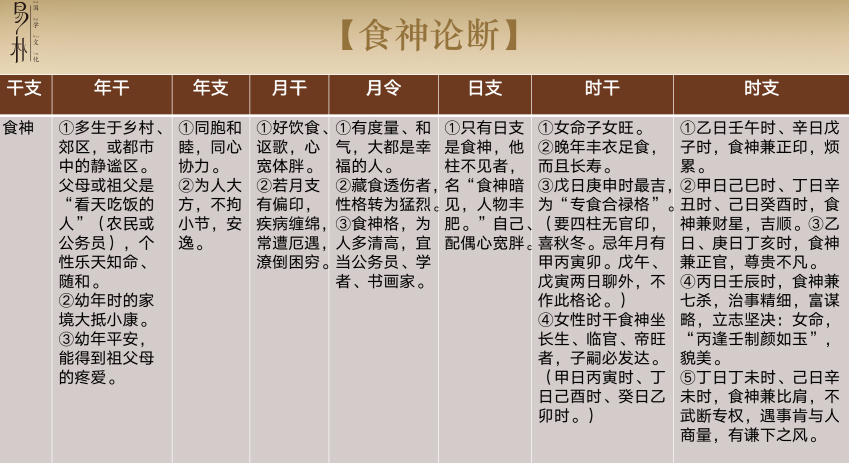 易朴
国学文化
【食神论断】
干支
年干
年支
月干
月令
日支
时干
时支
食神
①多生于乡村、
郊区，或都市
中的静谧区。
父母或祖父是
“看天吃饭的
人”（农民或
公务员），个
性乐天知命、
随和。
②幼年时的家
境大抵小康。
③幼年平安，
能得到祖父母
的疼爱。
①同胞和
睦，同心
协力。
②为人大
方，不拘
小节，安
逸。
①好饮食、
讴歌，心
宽体胖。
②若月支
有偏印，
疾病缠绵，
常遭厄遇，
潦倒困穷。
①有度量、和
气，大都是幸
福的人。
②藏食透伤者，
性格转为猛烈。
③食神格，为
人多清高，宜
当公务员、学
者、书画家。
①只有日支
是食神，他
柱不见者，
名“食神暗
见，人物丰
肥。”自己、
配偶心宽胖。
①女命子女旺。
②晚年丰衣足食，
而且长寿。
③戊日庚申时最吉，
为“专食合禄格”。
（要四柱无官印，
喜秋冬。忌年月有
甲丙寅卯。戊午、
戊寅两日聊外，不
作此格论。）
④女性时干食神坐
长生、临官、帝旺
者，子嗣必发达。
（甲日丙寅时、丁
日己酉时、癸日乙
卯时。）
①乙日壬午时、辛日戊
子时，食神兼正印，烦
累。
②甲日己巳时、丁日辛
丑时、己日癸酉时，食
神兼财星，吉顺。③乙
日、庚日丁亥时，食神
兼正官，尊贵不凡。
④丙日壬辰时，食神兼
七杀，治事精细，富谋
略，立志坚决：女命，
“丙逢壬制颜如玉”，
貌美。
⑤丁日丁未时、己日辛
未时，食神兼比肩，不
武断专权，遇事肯与人
商量，有谦下之风。